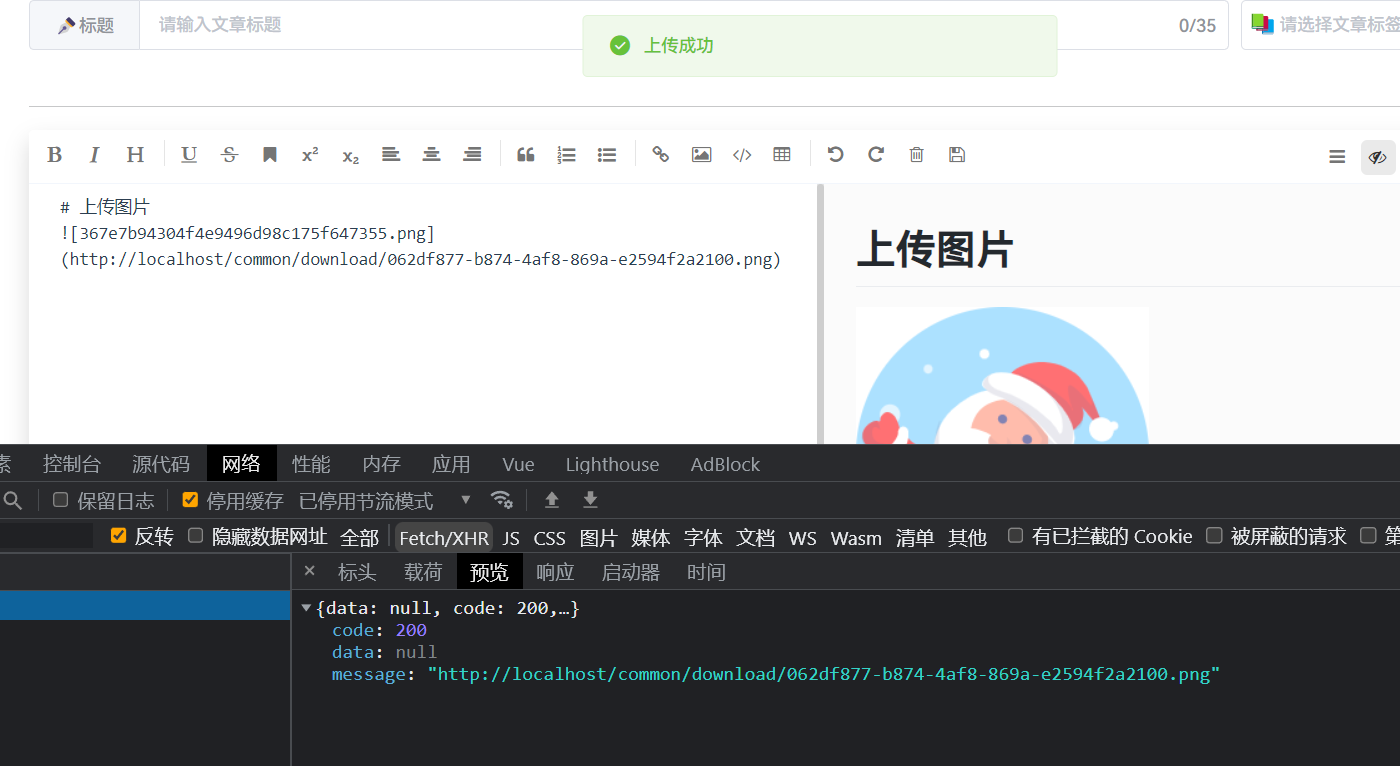 标题 请输入文章标题 0/35 请选择文章标签
上传成功
B I H U S x² x₂
# 上传图片
![367e7b94304f4e9496d98c175f647355.png]
(http://localhost/common/download/062df877-b874-4af8-869a-e2594f2a2100.png)
上传图片
素 控制台 源代码 网络 性能 内存 应用 Vue Lighthouse AdBlock
保留日志 停用缓存 已停用节流模式
反转 隐藏数据网址 全部 Fetch/XHR JS CSS 图片 媒体 字体 文档 WS Wasm 清单 其他 有已拦截的 Cookie 被屏蔽的请求 第
× 标头 载荷 预览 响应 启动器 时间
{data: null, code: 200,…}
code: 200
data: null
message: "http://localhost/common/download/062df877-b874-4af8-869a-e2594f2a2100.png"